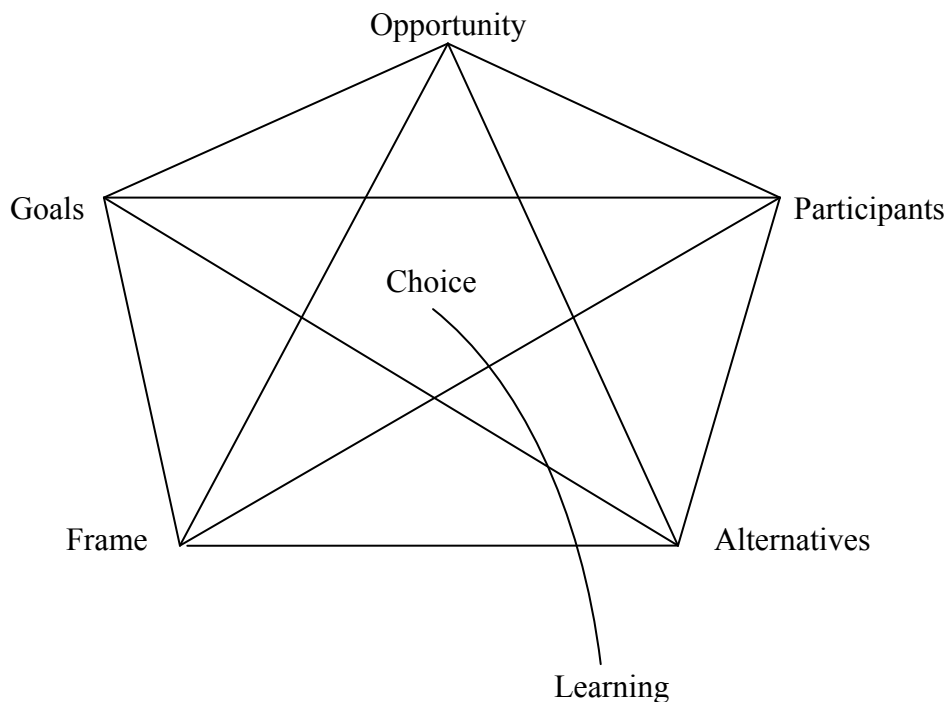 Opportunity
Goals
Participants
Choice
Frame
Alternatives
Learning